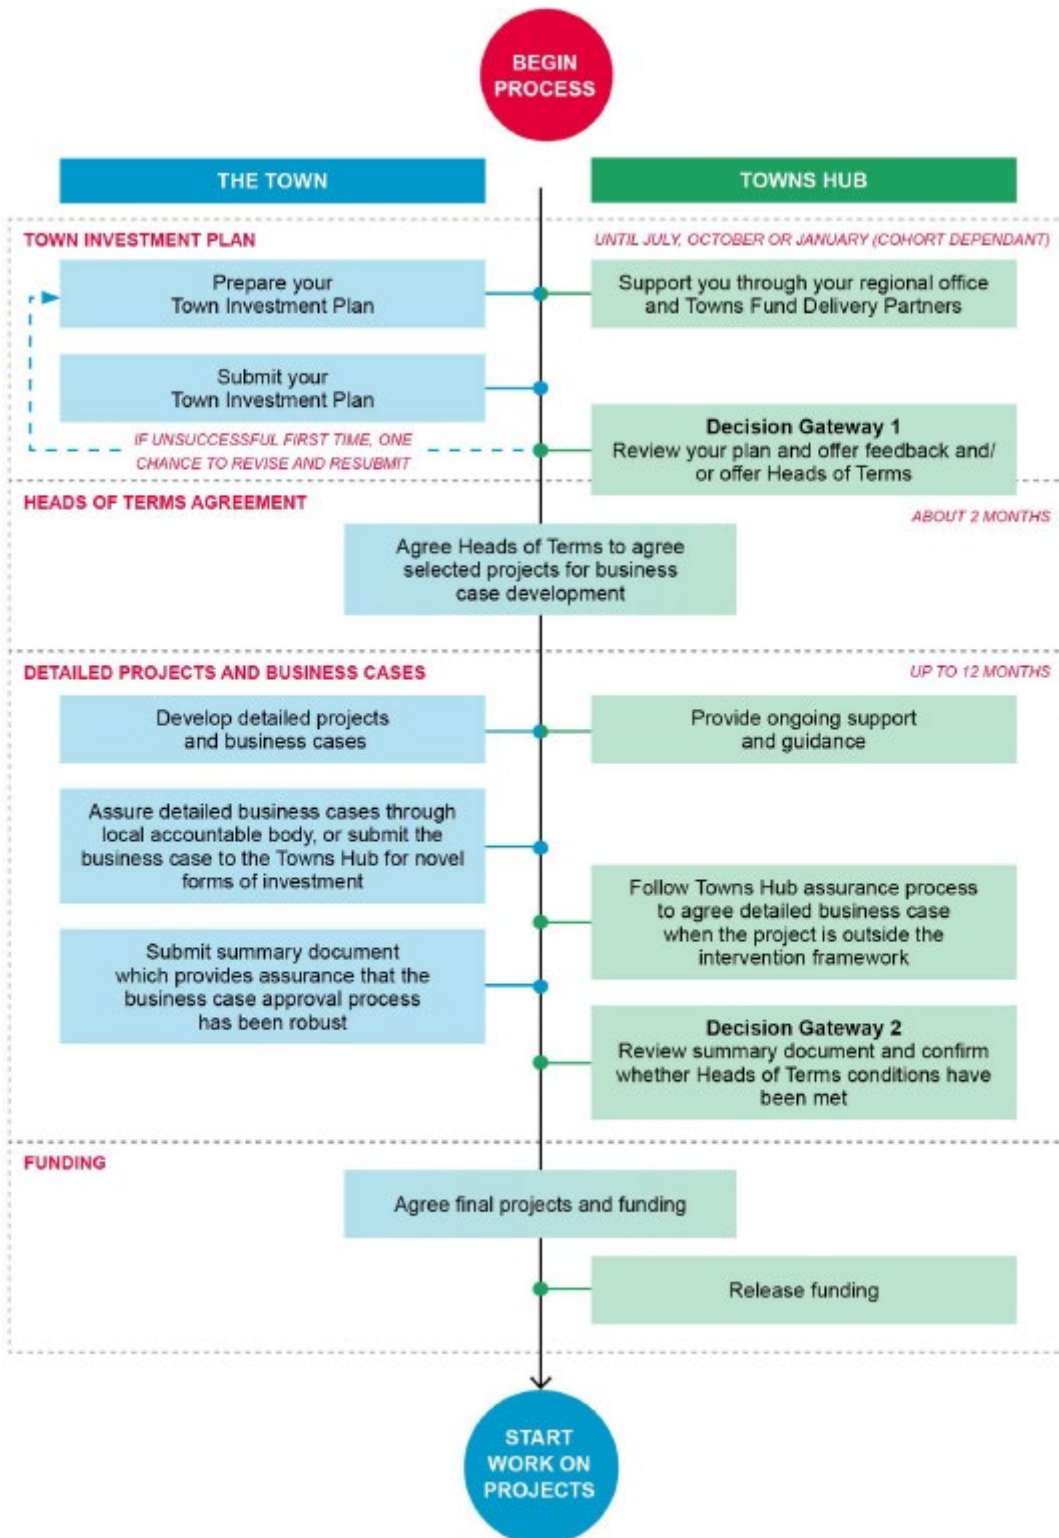 BEGIN
PROCESS
THE TOWN
TOWNS HUB
TOWN INVESTMENT PLAN
UNTIL JULY, OCTOBER OR JANUARY (COHORT DEPENDANT)
Prepare your
Town Investment Plan
Support you through your regional office
and Towns Fund Delivery Partners
Submit your
Town Investment Plan
IF UNSUCCESSFUL FIRST TIME, ONE
CHANCE TO REVISE AND RESUBMIT
Decision Gateway 1
Review your plan and offer feedback and/
or offer Heads of Terms
HEADS OF TERMS AGREEMENT
ABOUT 2 MONTHS
Agree Heads of Terms to agree
selected projects for business
case development
DETAILED PROJECTS AND BUSINESS CASES
UP TO 12 MONTHS
Develop detailed projects
and business cases
Provide ongoing support
and guidance
Assure detailed business cases through
local accountable body, or submit the
business case to the Towns Hub for novel
forms of investment
Follow Towns Hub assurance process
to agree detailed business case
when the project is outside the
intervention framework
Submit summary document
which provides assurance that the
business case approval process
has been robust
Decision Gateway 2
Review summary document and confirm
whether Heads of Terms conditions have
been met
FUNDING
Agree final projects and funding
Release funding
START
WORK ON
PROJECTS